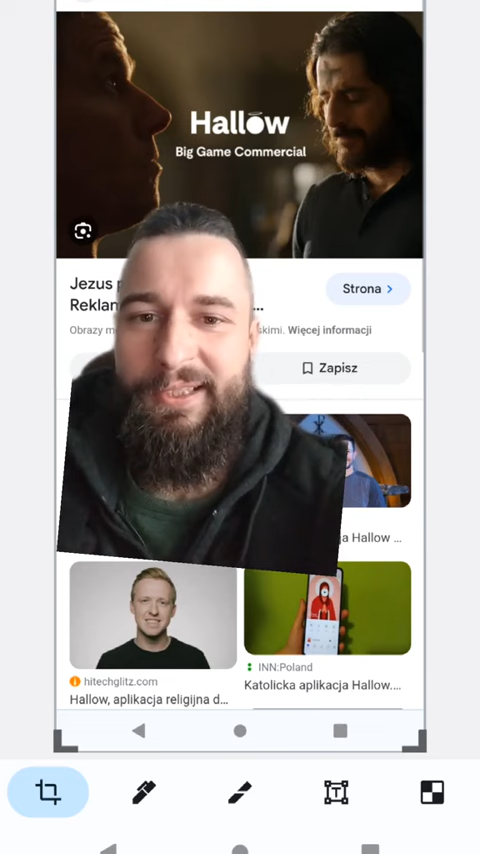 Hallow
Big Game Commercial
Jezus
Reklam ...
Strona >
Obrazy skimi. Więcej informacji
Zapisz
Hallow ...
hitechglitz.com
Hallow, aplikacja religijna d...
INN:Poland
Katolicka aplikacja Hallow....
T